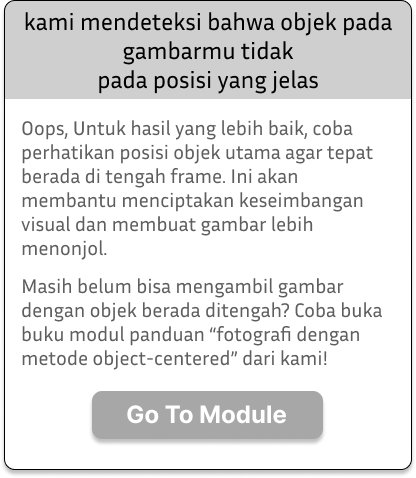 kami mendeteksi bahwa objek pada
gambarmu tidak
pada posisi yang jelas
Oops, Untuk hasil yang lebih baik, coba
perhatikan posisi objek utama agar tepat
berada di tengah frame. Ini akan
membantu menciptakan keseimbangan
visual dan membuat gambar lebih
menonjol.
Masih belum bisa mengambil gambar
dengan objek berada ditengah? Coba buka
buku modul panduan “fotografi dengan
metode object-centered” dari kami!
Go To Module